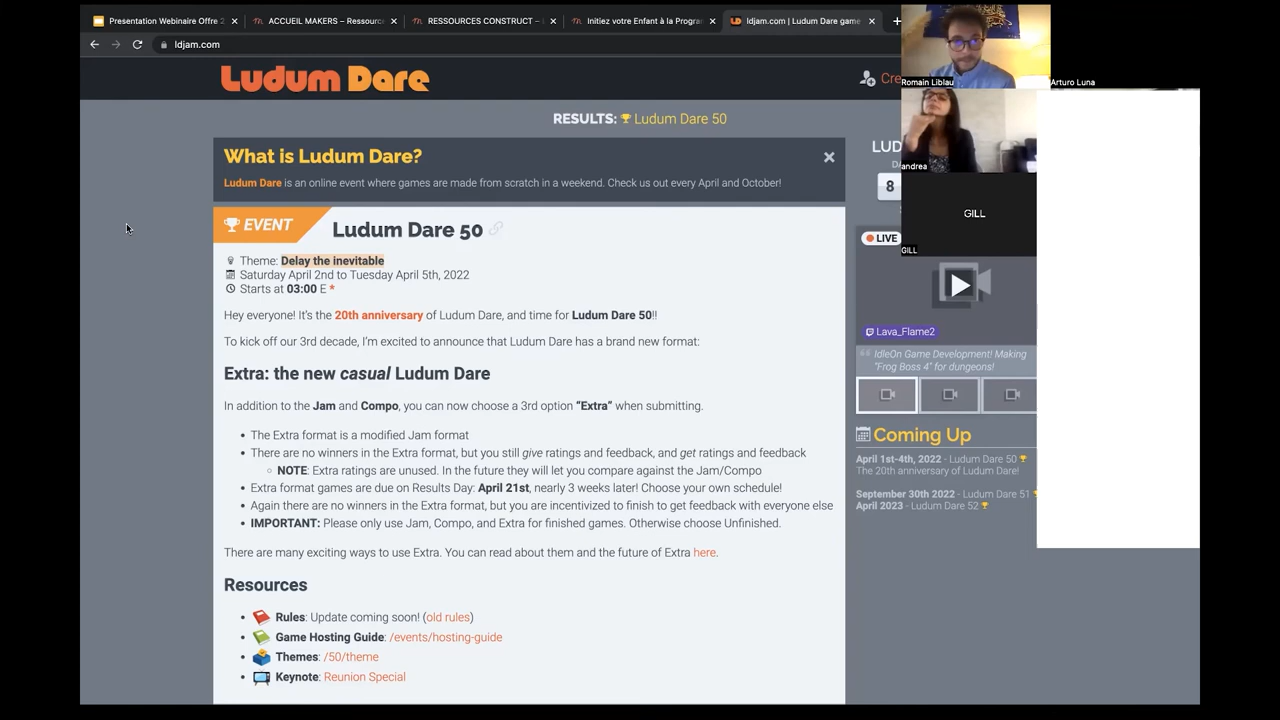 Presentation Webinaire Offre 2
ACCUEIL MAKERS – Ressourc
RESSOURCES CONSTRUCT – L
Initiez votre Enfant à la Progra
ldjam.com | Ludum Dare game
ldjam.com
LUDUM DARE
Cre
Romain Liblau
Arturo Luna
andrea
GILL
GILL
RESULTS: Ludum Dare 50
What is Ludum Dare?
Ludum Dare is an online event where games are made from scratch in a weekend. Check us out every April and October!
EVENT
Ludum Dare 50
Theme: Delay the inevitable
Saturday April 2nd to Tuesday April 5th, 2022
Starts at 03:00 E *
Hey everyone! It's the 20th anniversary of Ludum Dare, and time for Ludum Dare 50!!
To kick off our 3rd decade, I'm excited to announce that Ludum Dare has a brand new format:
Extra: the new casual Ludum Dare
In addition to the Jam and Compo, you can now choose a 3rd option “Extra” when submitting.
• The Extra format is a modified Jam format
• There are no winners in the Extra format, but you still give ratings and feedback, and get ratings and feedback
NOTE: Extra ratings are unused. In the future they will let you compare against the Jam/Compo
• Extra format games are due on Results Day: April 21st, nearly 3 weeks later! Choose your own schedule!
• Again there are no winners in the Extra format, but you are incentivized to finish to get feedback with everyone else
• IMPORTANT: Please only use Jam, Compo, and Extra for finished games. Otherwise choose Unfinished.
There are many exciting ways to use Extra. You can read about them and the future of Extra here.
Resources
• Rules: Update coming soon! (old rules)
• Game Hosting Guide: /events/hosting-guide
• Themes: /50/theme
• Keynote: Reunion Special
LUD
DA
8
LIVE
Lava_Flame2
IdleOn Game Development! Making
"Frog Boss 4" for dungeons!
Coming Up
April 1st-4th, 2022 - Ludum Dare 50
The 20th anniversary of Ludum Dare!
September 30th 2022 - Ludum Dare 51
April 2023 - Ludum Dare 52